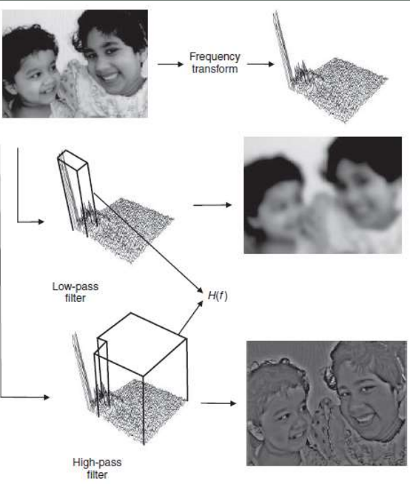 Frequency
transform
Low-pass
filter
H(f)
High-pass
filter